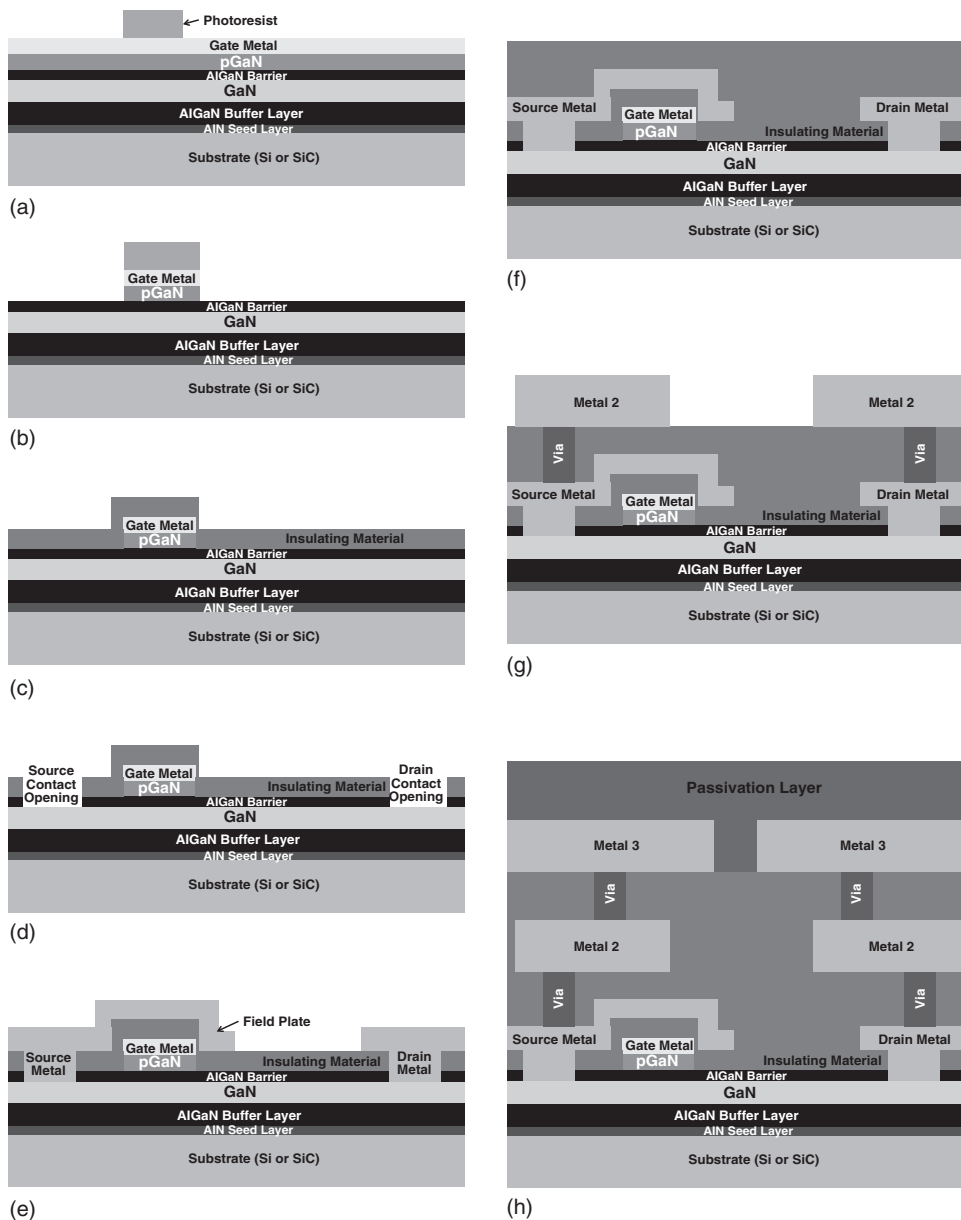 Photoresist
Gate Metal
pGaN
AlGaN Barrier
GaN
AlGaN Buffer Layer
AlN Seed Layer
Substrate (Si or SiC)
(a)
Gate Metal
pGaN
AlGaN Barrier
GaN
AlGaN Buffer Layer
AlN Seed Layer
Substrate (Si or SiC)
(b)
Gate Metal
pGaN
Insulating Material
AlGaN Barrier
GaN
AlGaN Buffer Layer
AlN Seed Layer
Substrate (Si or SiC)
(c)
Source
Contact
Opening
Gate Metal
pGaN
Insulating Material
Drain
Contact
Opening
AlGaN Barrier
GaN
AlGaN Buffer Layer
AlN Seed Layer
Substrate (Si or SiC)
(d)
Field Plate
Source
Metal
Gate Metal
pGaN
Insulating Material
Drain
Metal
AlGaN Barrier
GaN
AlGaN Buffer Layer
AlN Seed Layer
Substrate (Si or SiC)
(e)
Source Metal
Gate Metal
Drain Metal
pGaN
Insulating Material
AlGaN Barrier
GaN
AlGaN Buffer Layer
AlN Seed Layer
Substrate (Si or SiC)
(f)
Metal 2
Metal 2
Via
Via
Source Metal
Gate Metal
Drain Metal
pGaN
Insulating Material
AlGaN Barrier
GaN
AlGaN Buffer Layer
AlN Seed Layer
Substrate (Si or SiC)
(g)
Passivation Layer
Metal 3
Metal 3
Via
Via
Metal 2
Metal 2
Via
Via
Source Metal
Gate Metal
Drain Metal
pGaN
Insulating Material
AlGaN Barrier
GaN
AlGaN Buffer Layer
AlN Seed Layer
Substrate (Si or SiC)
(h)